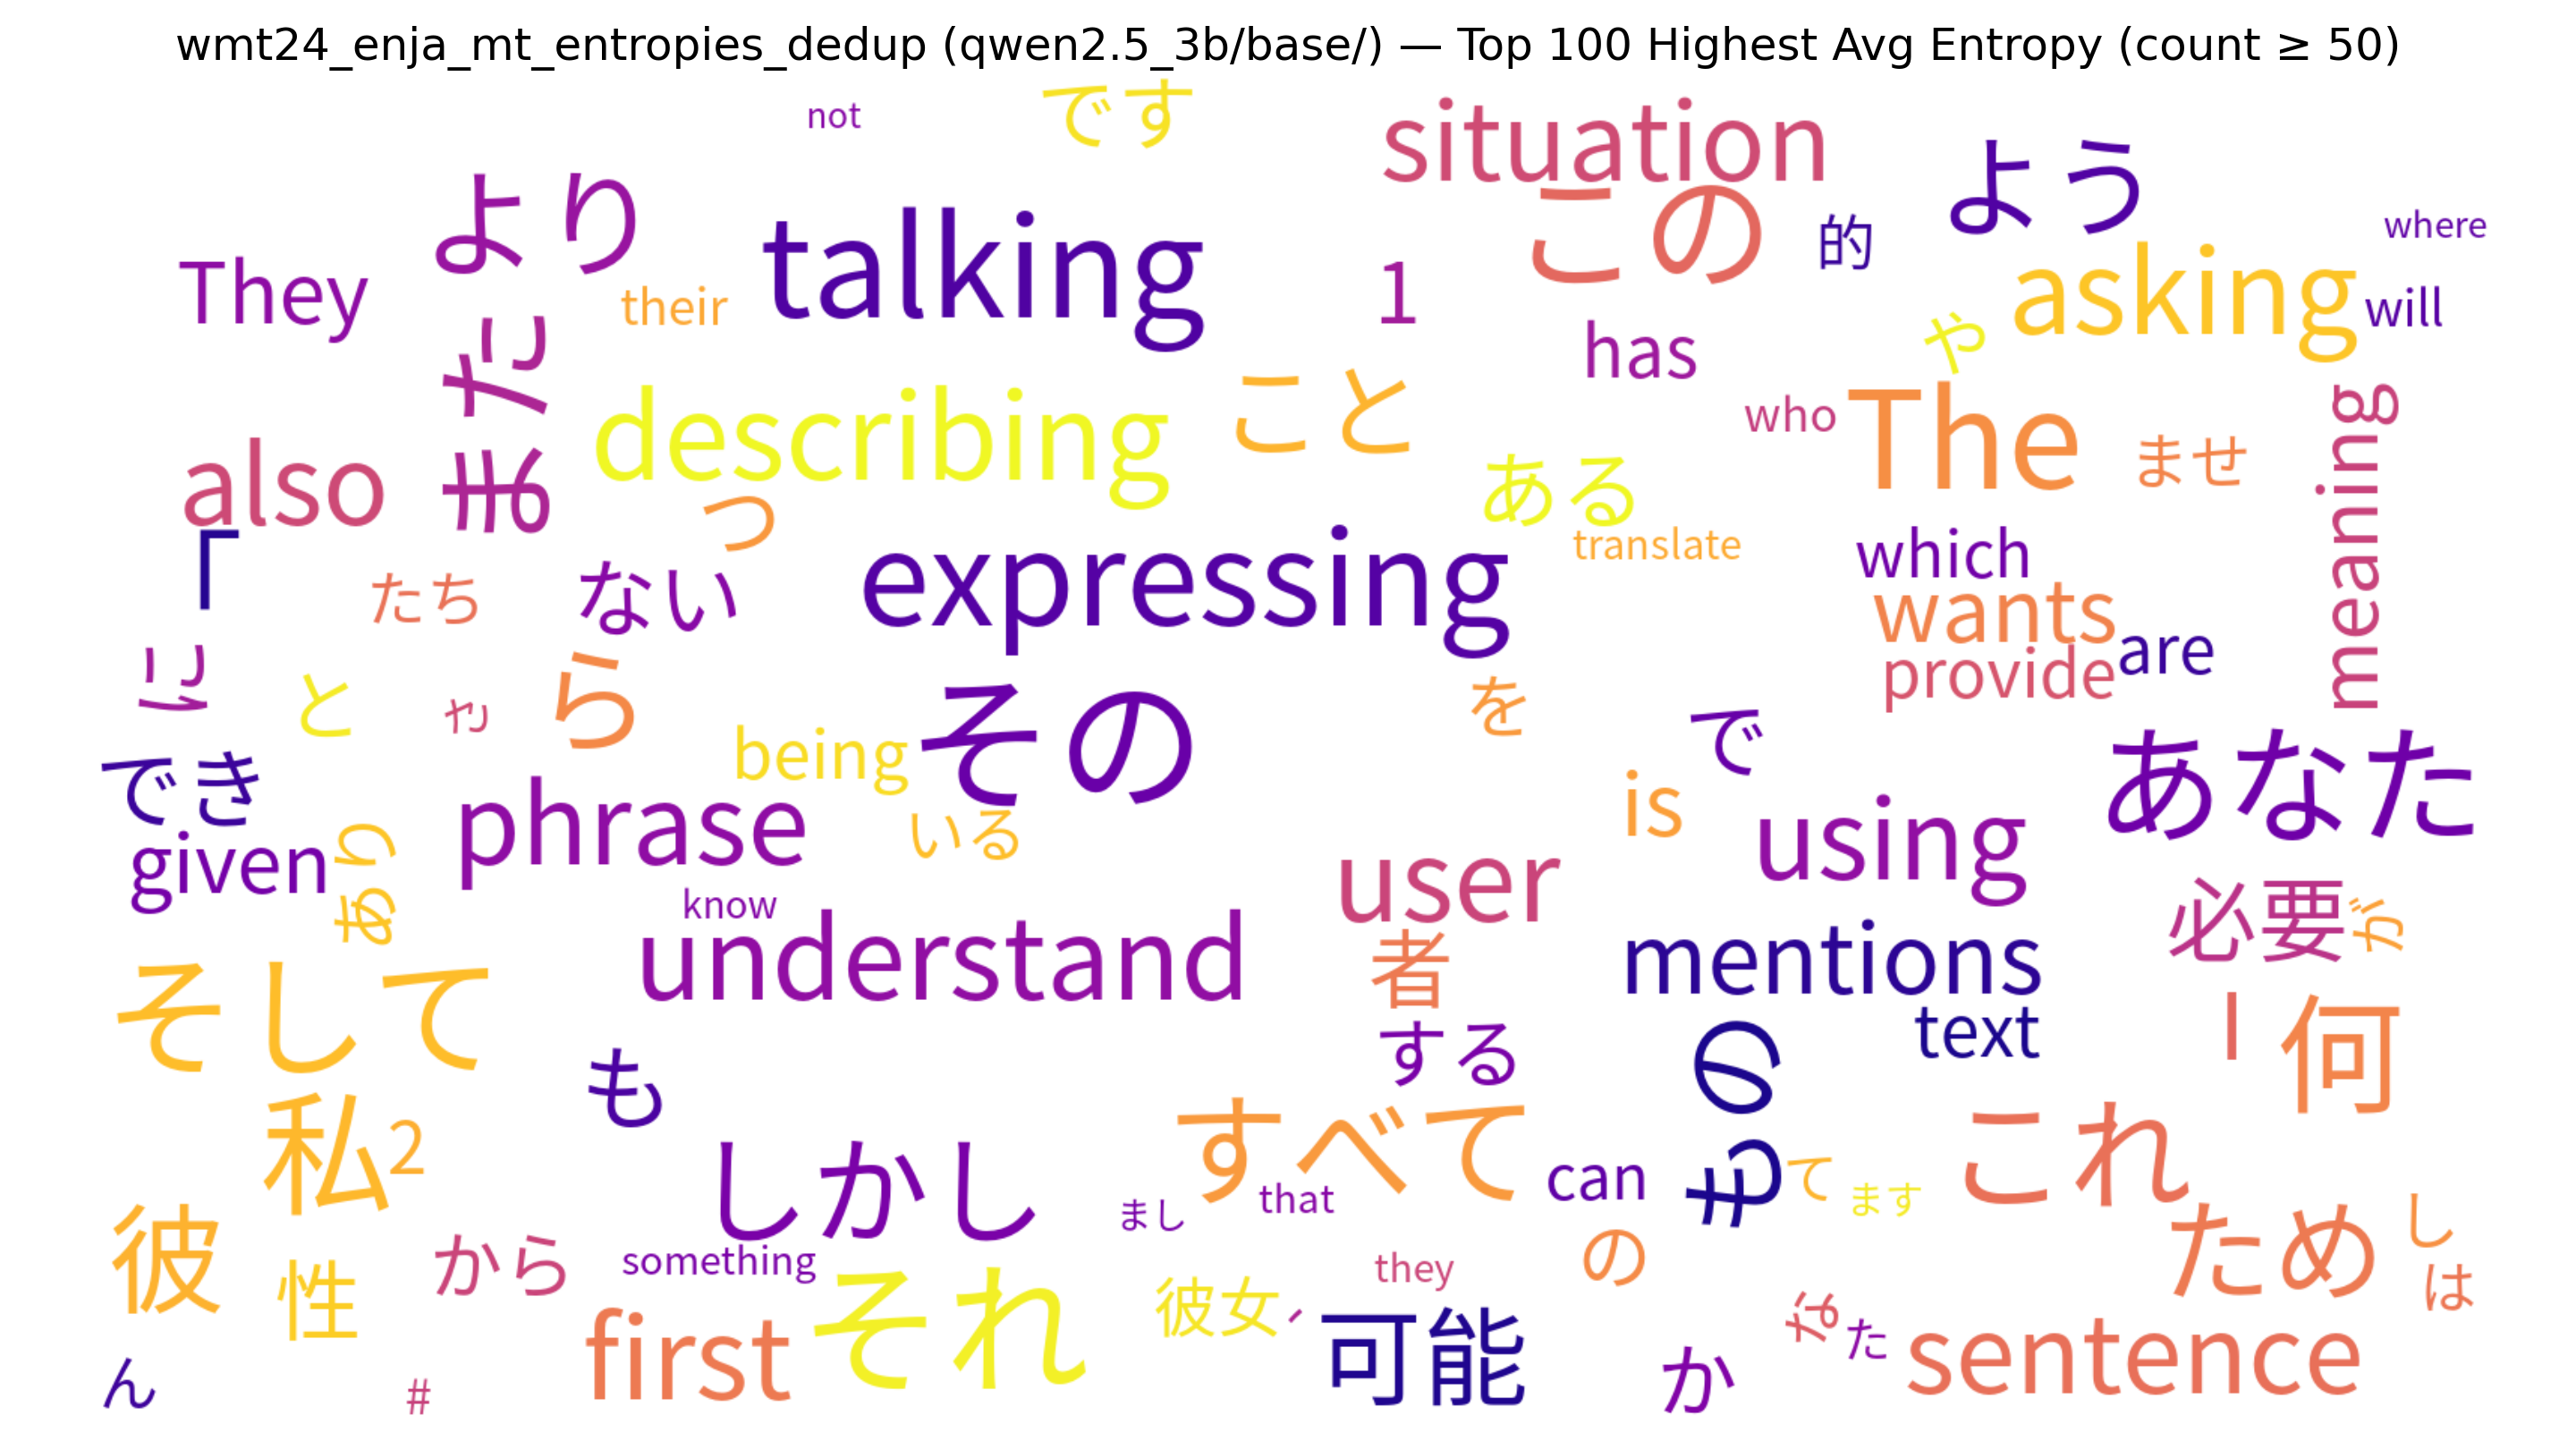 wmt24_enja_mt_entropies_dedup (qwen2.5_3b/base/) — Top 100 Highest Avg Entropy (count ≥ 50)
not
です
situation
より
talking
この
的
よう
where
They
their
1
asking
will
また
has
や
describing
こと
who
The
ませ
meaning
also
つ
ある
translate
which
「
たち
ない
expressing
wants
provide
are
に
と
ら
being
その
を
で
あなた
でき
phrase
いる
is
using
given
あり
know
user
必要
が
understand
者
mentions
そして
する
text
もの
何
も
私
2
すべて
しかし
can
て
ます
これ
まし
that
彼
性
から
something
それ
彼女
they
の
ため
し
は
first
可能
な
た
sentence
か
ん
#